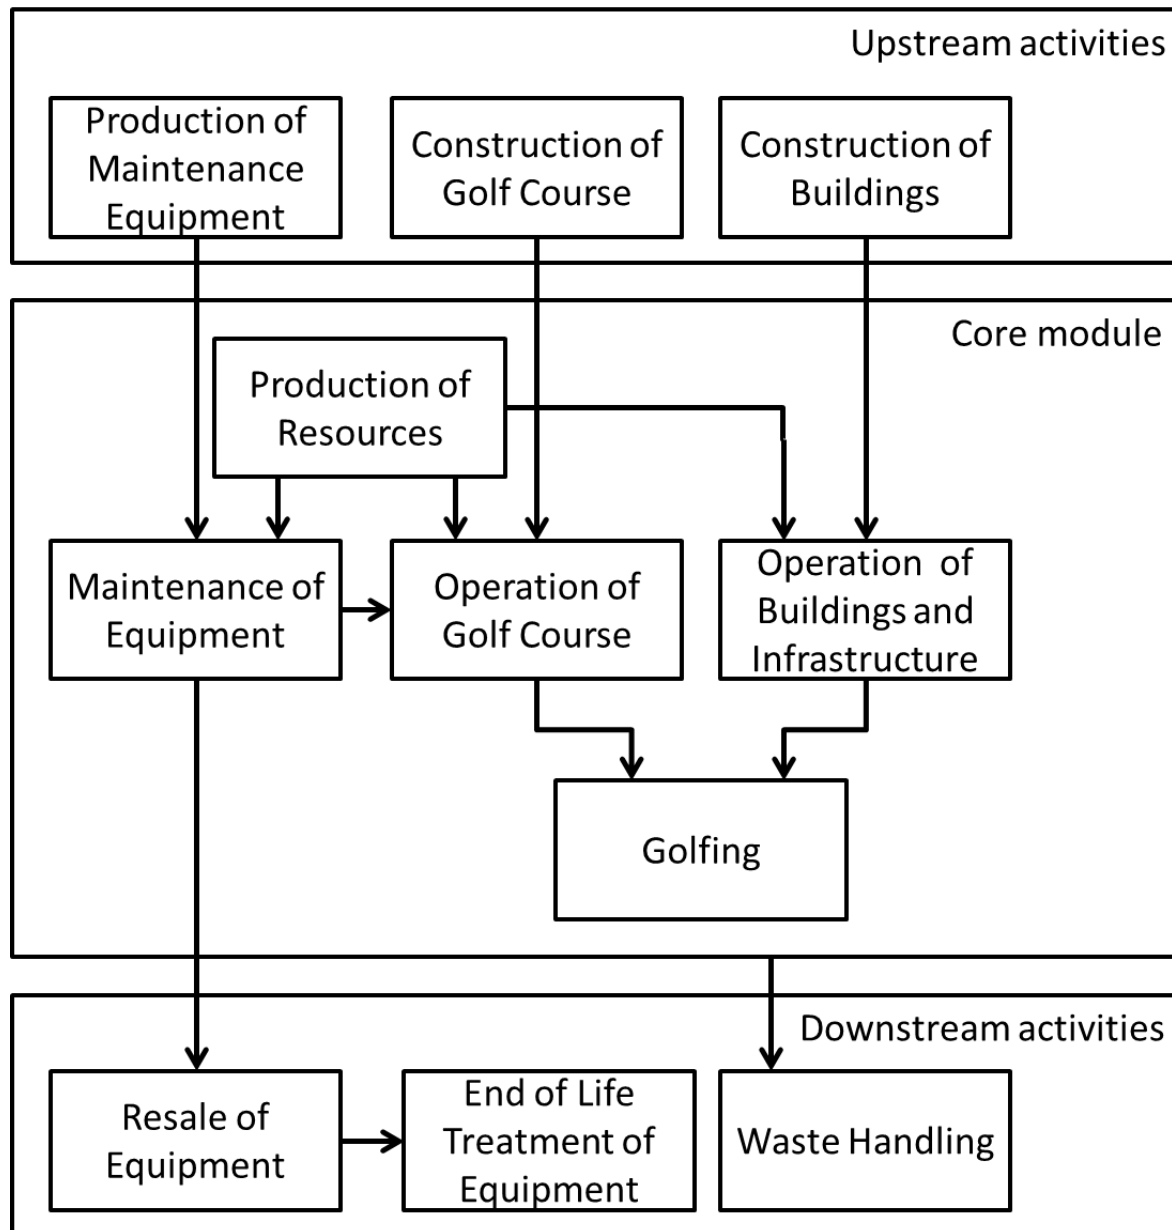 Upstream activities
Production of
Maintenance
Equipment
Construction of
Golf Course
Construction of
Buildings
Core module
Production of
Resources
Maintenance of
Equipment
Operation of
Golf Course
Operation  of
Buildings and
Infrastructure
Golfing
Downstream activities
Resale of
Equipment
End of Life
Treatment of
Equipment
Waste Handling